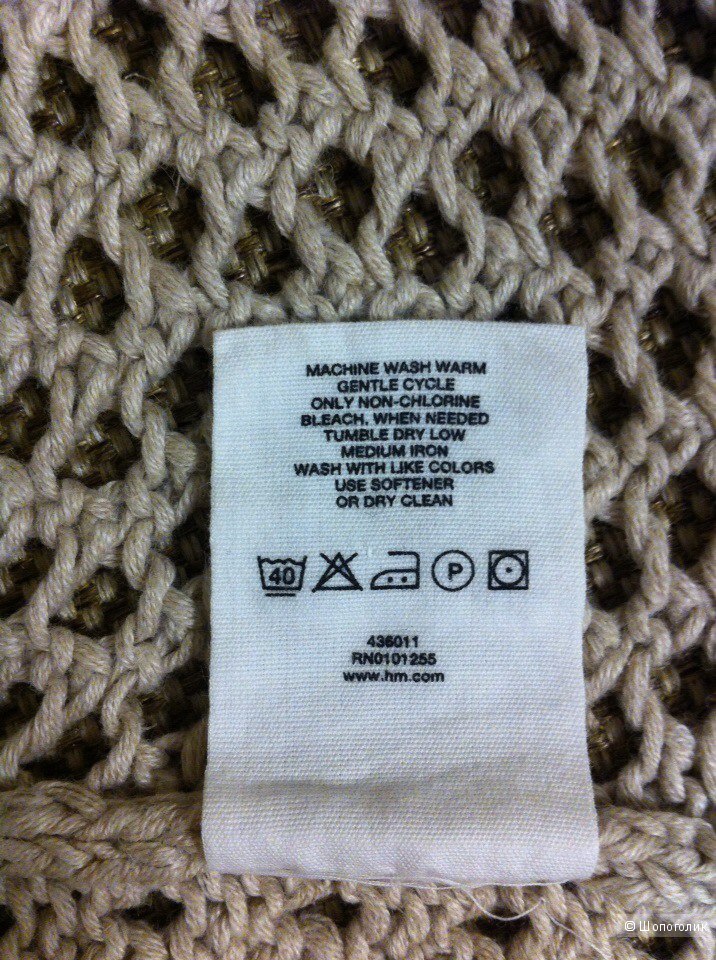 MACHINE WASH WARM
GENTLE CYCLE
ONLY NON-CHLORINE
BLEACH, WHEN NEEDED
TUMBLE DRY LOW
MEDIUM IRON
WASH WITH LIKE COLORS
USE SOFTENER
OR DRY CLEAN
40 P
436011
RN0101255
www.hm.com
© Шопоголик